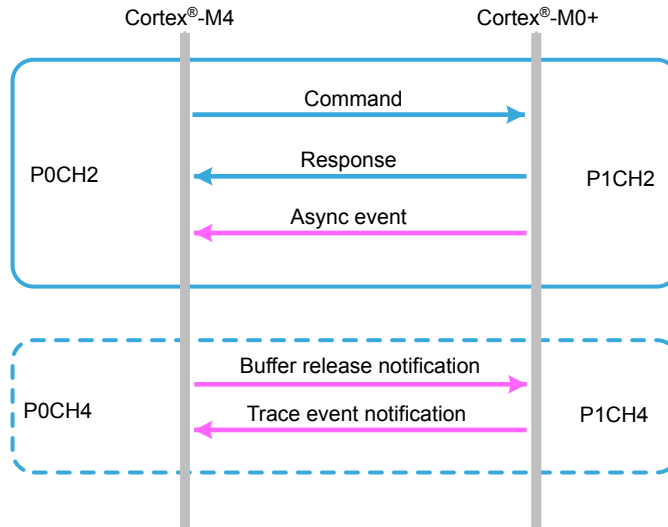 Cortex®-M4
Cortex®-M0+
Command
P0CH2
Response
P1CH2
Async event
Buffer release notification
P0CH4
Trace event notification
P1CH4